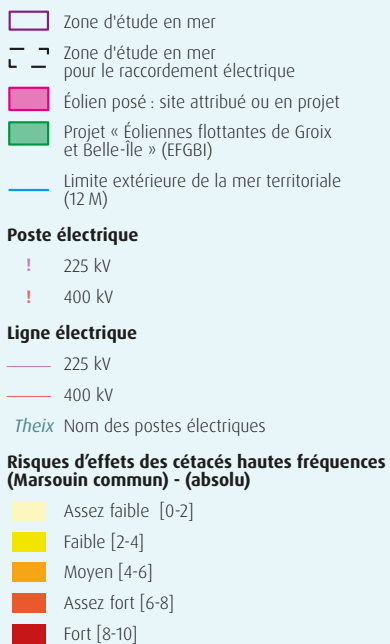 Zone d'étude en mer
Zone d'étude en mer
pour le raccordement électrique
Éolien posé : site attribué ou en projet
Projet « Éoliennes flottantes de Groix
et Belle-Île » (EFGBI)
Limite extérieure de la mer territoriale
(12 M)
Poste électrique
! 225 kV
! 400 kV
Ligne électrique
225 kV
400 kV
Theix Nom des postes électriques
Risques d’effets des cétacés hautes fréquences
(Marsouin commun) - (absolu)
Assez faible [0-2]
Faible [2-4]
Moyen [4-6]
Assez fort [6-8]
Fort [8-10]